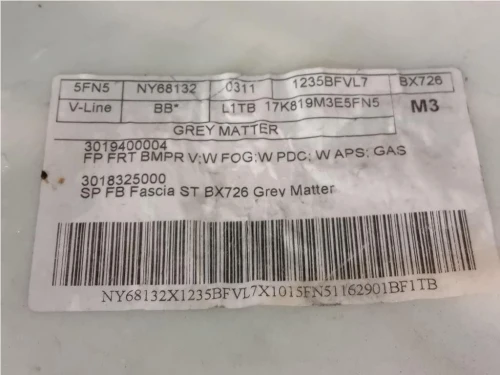 5FN5 NY68132 0311 1235BFVL7 BX726
V-Line BB* L1TB 17K819M3E5FN5 M3
GREY MATTER
3019400004
FP FRT BMPR V; W FOG; W PDC; W APS; GAS
3018325000
SP FB Fascia ST BX726 Grey Matter
NY68132X1235BFVL7X1015FN51162901BF1TB